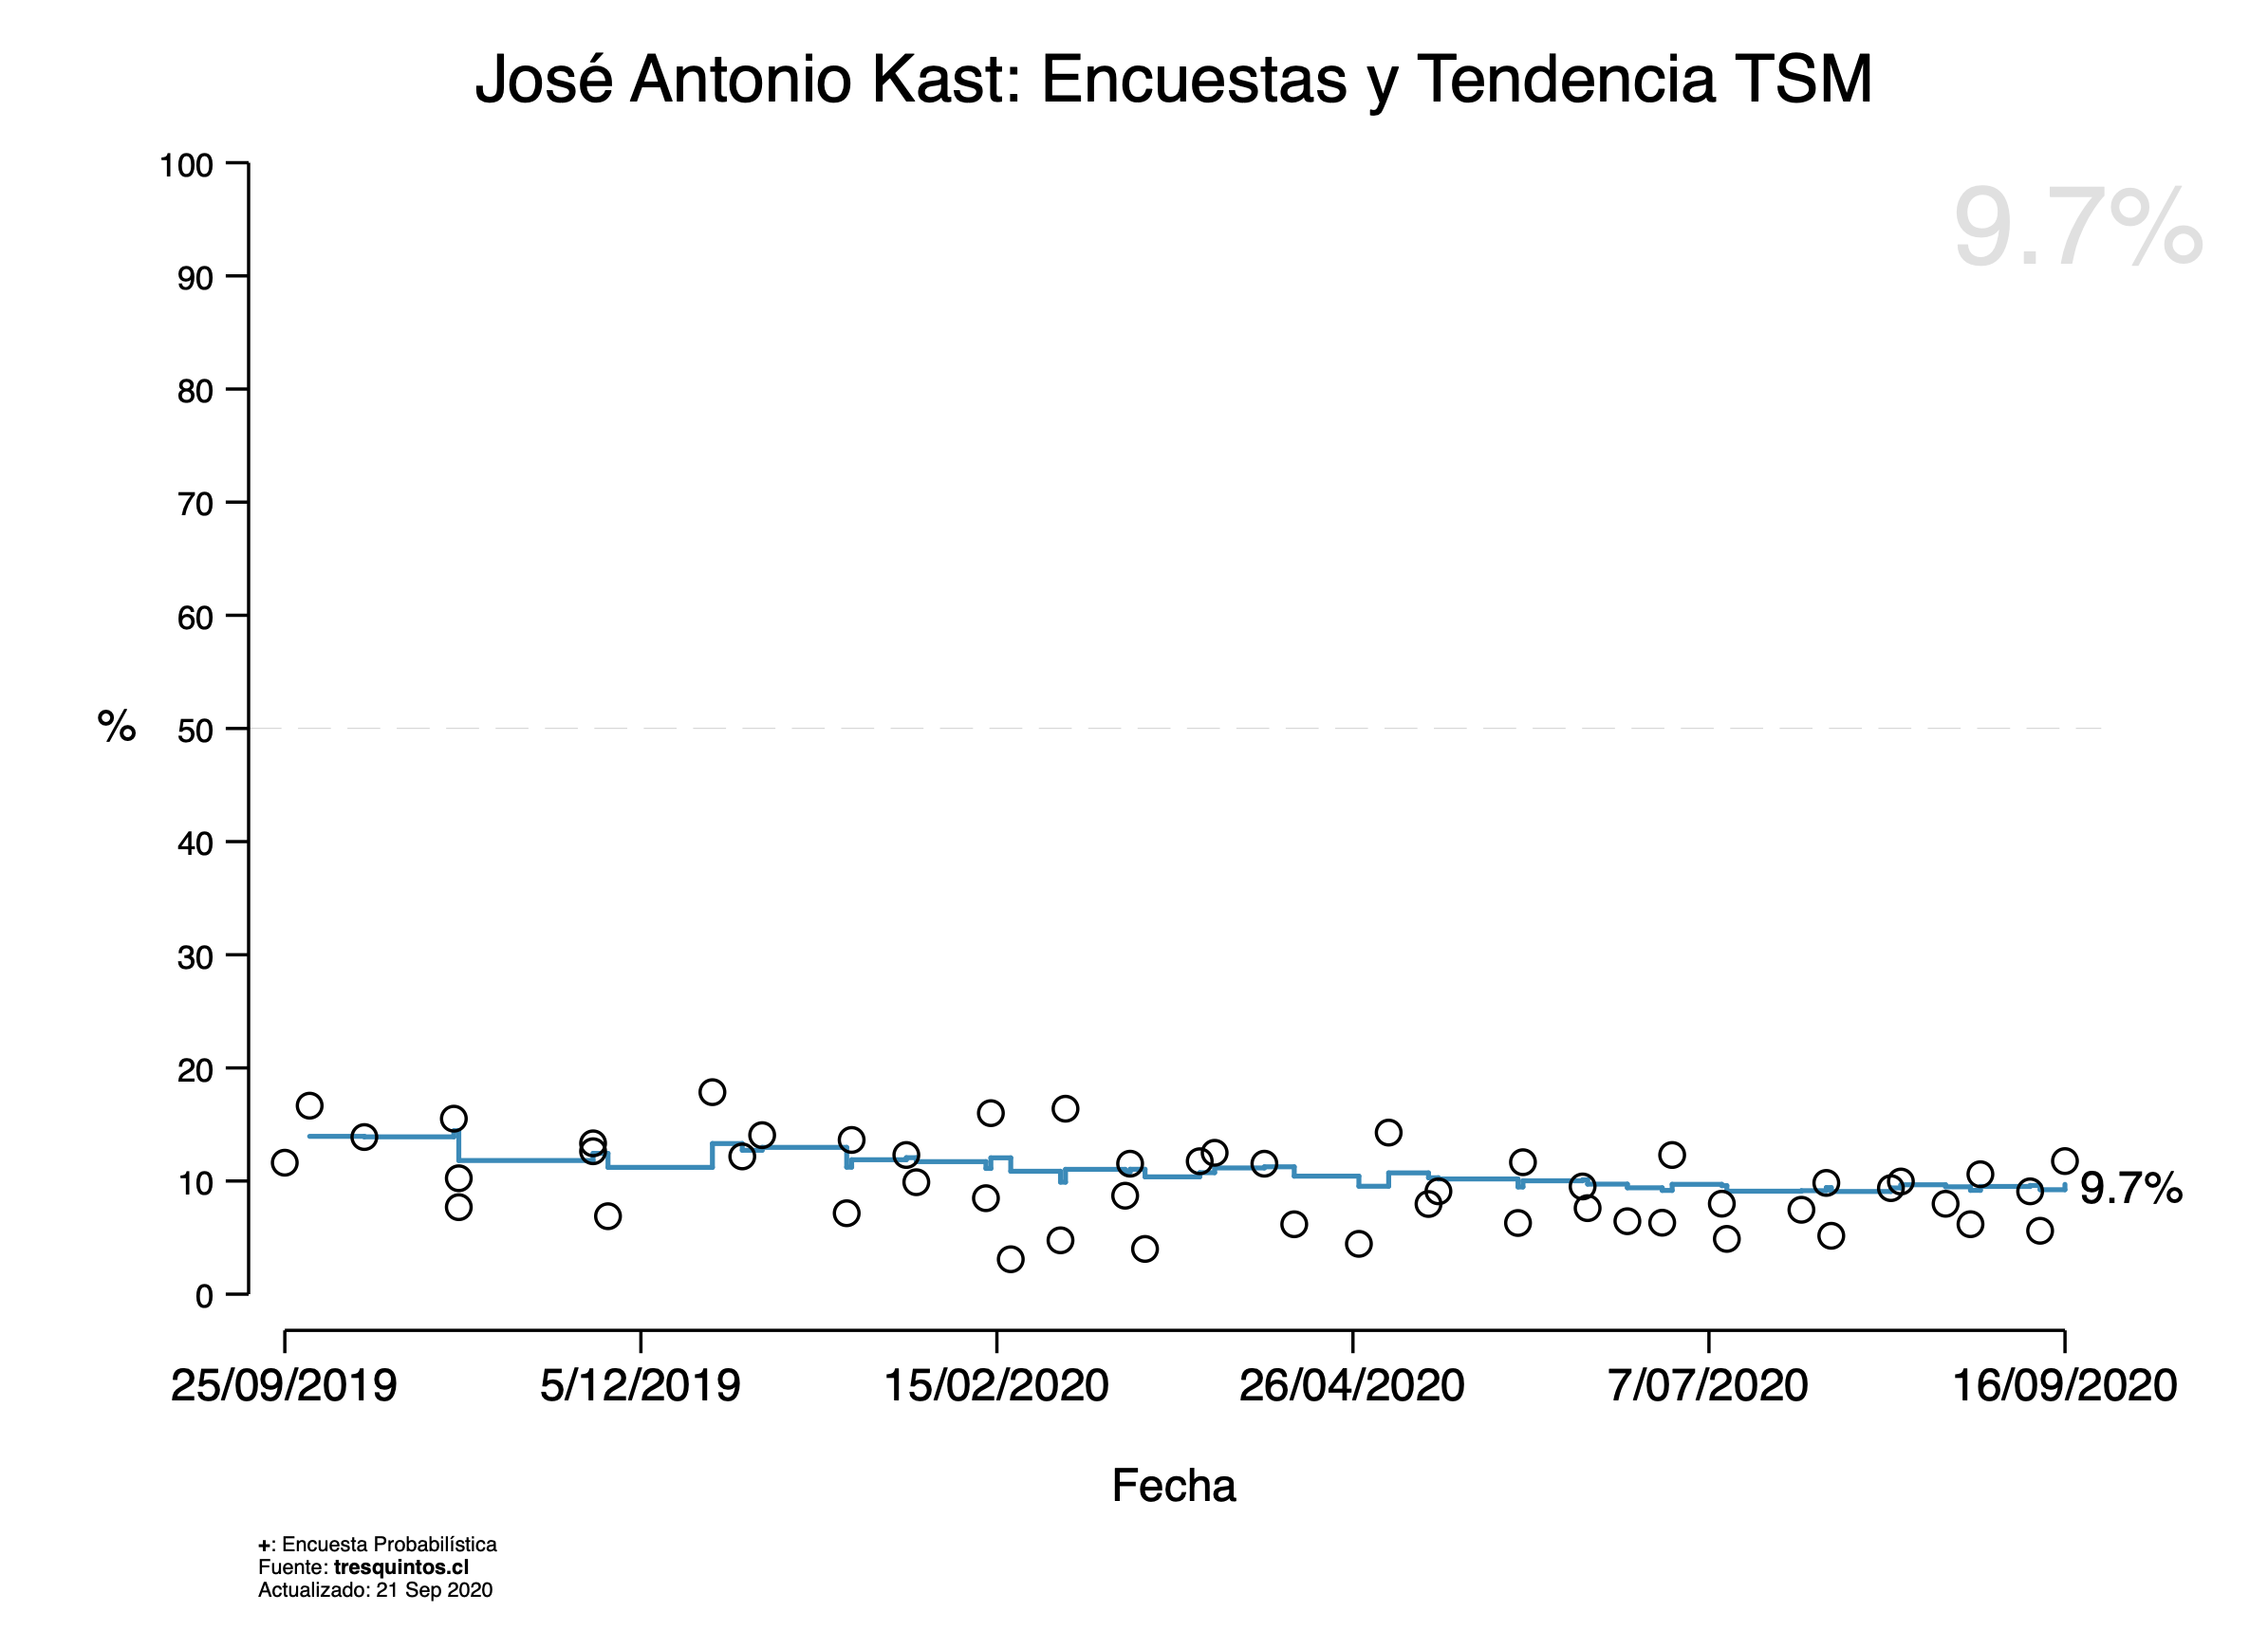 José Antonio Kast: Encuestas y Tendencia TSM
100
9.7%
90
80
70
60
% 50
40
30
20
10
9.7%
0
25/09/2019 5/12/2019 15/02/2020 26/04/2020 7/07/2020 16/09/2020
Fecha
+: Encuesta Probabilística
Fuente: tresquintos.cl
Actualizado: 21 Sep 2020